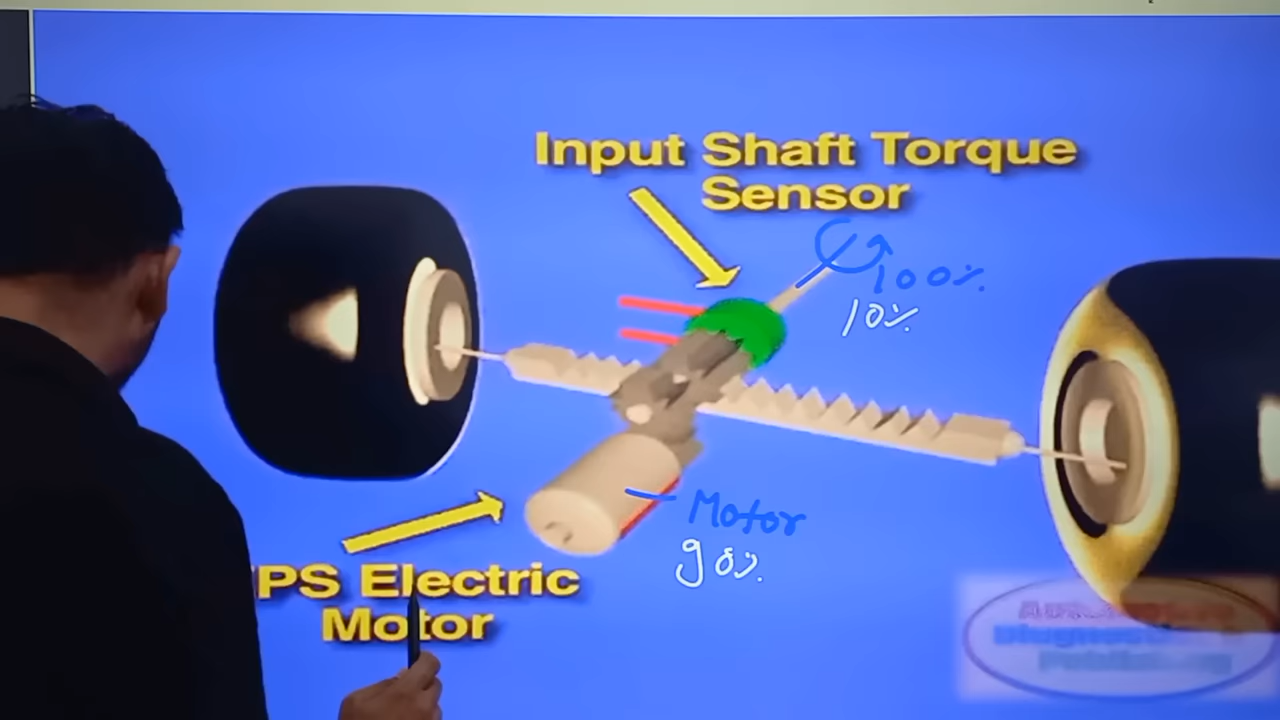 Input Shaft Torque
Sensor
100%
10%
Motor
90%
PS Electric
Motor